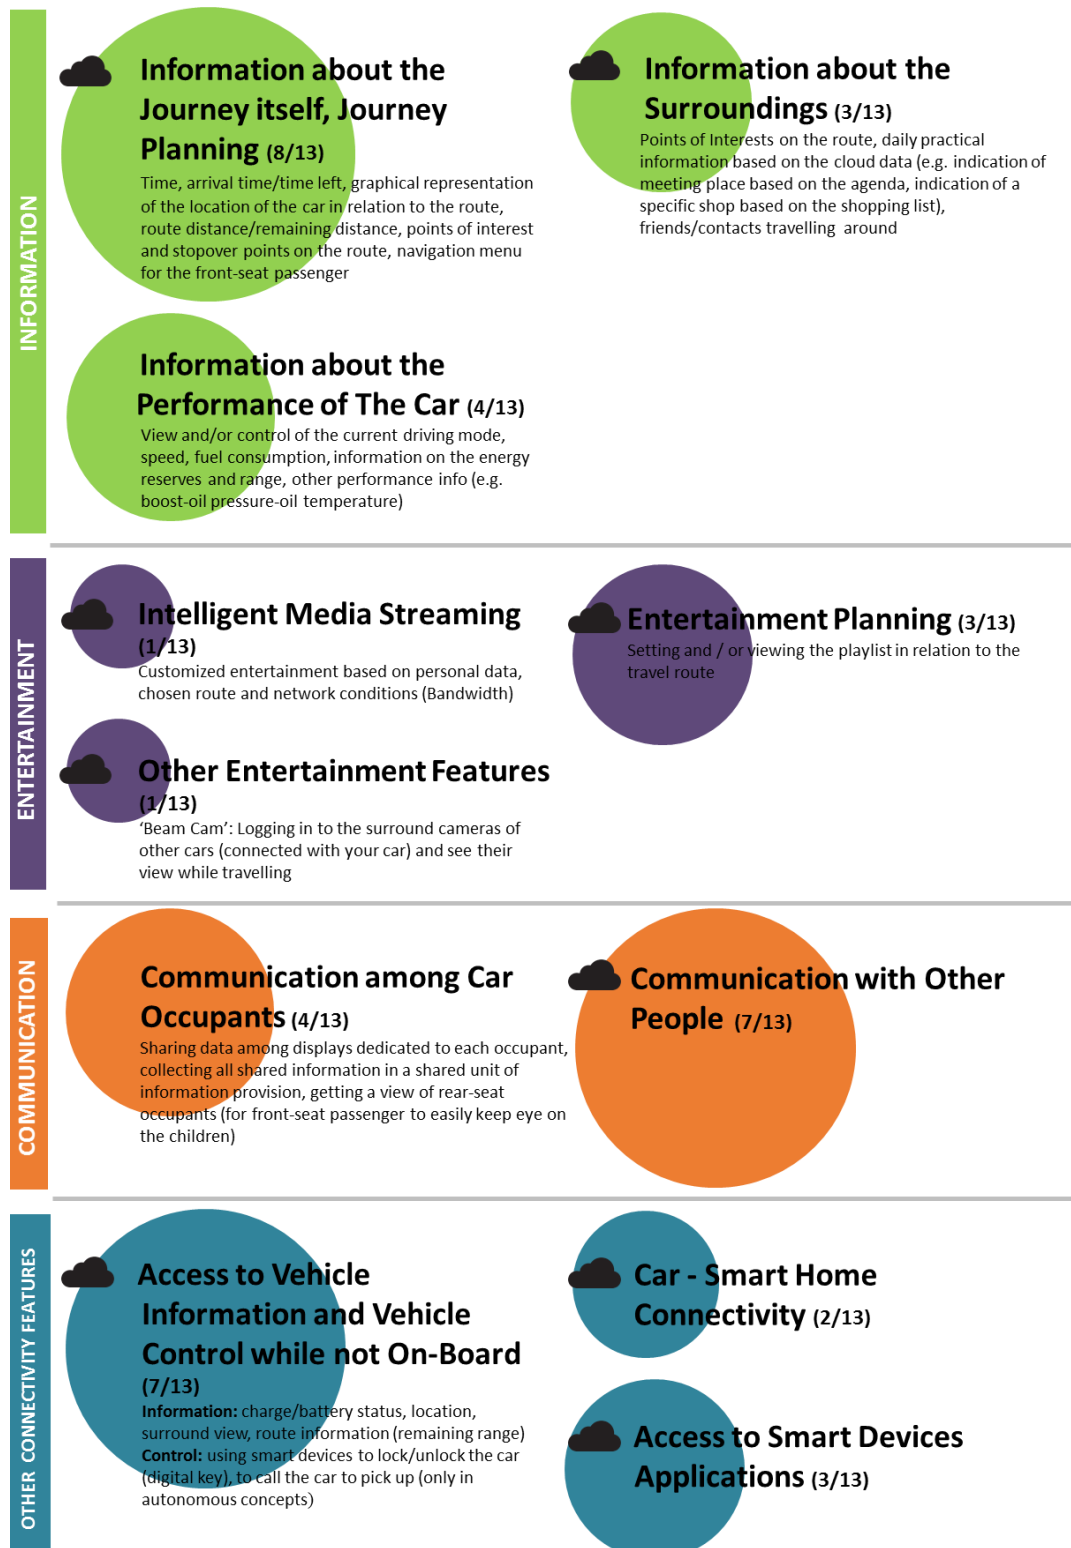 INFORMATION
Information about the
Journey itself, Journey
Planning (8/13)
Time, arrival time/time left, graphical representation
of the location of the car in relation to the route,
route distance/remaining distance, points of interest
and stopover points on the route, navigation menu
for the front-seat passenger
Information about the
Surroundings (3/13)
Points of Interests on the route, daily practical
information based on the cloud data (e.g. indication of
meeting place based on the agenda, indication of a
specific shop based on the shopping list),
friends/contacts travelling around
Information about the
Performance of The Car (4/13)
View and/or control of the current driving mode,
speed, fuel consumption, information on the energy
reserves and range, other performance info (e.g.
boost-oil pressure-oil temperature)
ENTERTAINMENT
Intelligent Media Streaming
(1/13)
Customized entertainment based on personal data,
chosen route and network conditions (Bandwidth)
Entertainment Planning (3/13)
Setting and / or viewing the playlist in relation to the
travel route
Other Entertainment Features
(1/13)
‘Beam Cam’: Logging in to the surround cameras of
other cars (connected with your car) and see their
view while travelling
COMMUNICATION
Communication among Car
Occupants (4/13)
Sharing data among displays dedicated to each occupant,
collecting all shared information in a shared unit of
information provision, getting a view of rear-seat
occupants (for front-seat passenger to easily keep eye on
the children)
Communication with Other
People (7/13)
OTHER CONNECTIVITY FEATURES
Access to Vehicle
Information and Vehicle
Control while not On-Board
(7/13)
Information: charge/battery status, location,
surround view, route information (remaining range)
Control: using smart devices to lock/unlock the car
(digital key), to call the car to pick up (only in
autonomous concepts)
Car - Smart Home
Connectivity (2/13)
Access to Smart Devices
Applications (3/13)